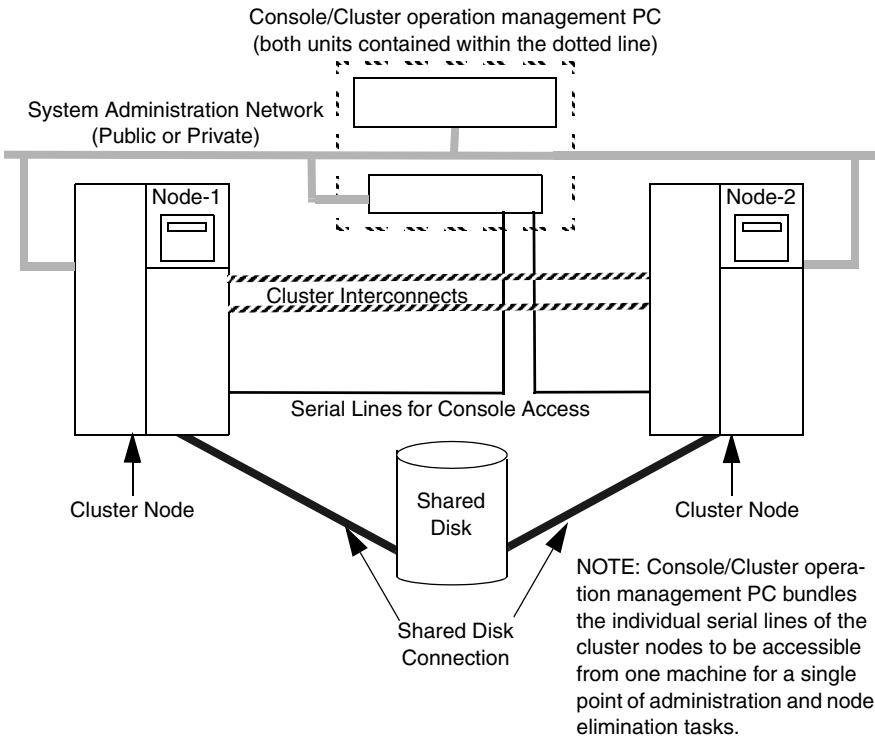 Console/Cluster operation management PC
(both units contained within the dotted line)
System Administration Network
(Public or Private)
Node-1
Node-2
Cluster Interconnects
Serial Lines for Console Access
Cluster Node
Shared
Disk
Cluster Node
Shared Disk
Connection
NOTE: Console/Cluster opera-
tion management PC bundles
the individual serial lines of the
cluster nodes to be accessible
from one machine for a single
point of administration and node
elimination tasks.